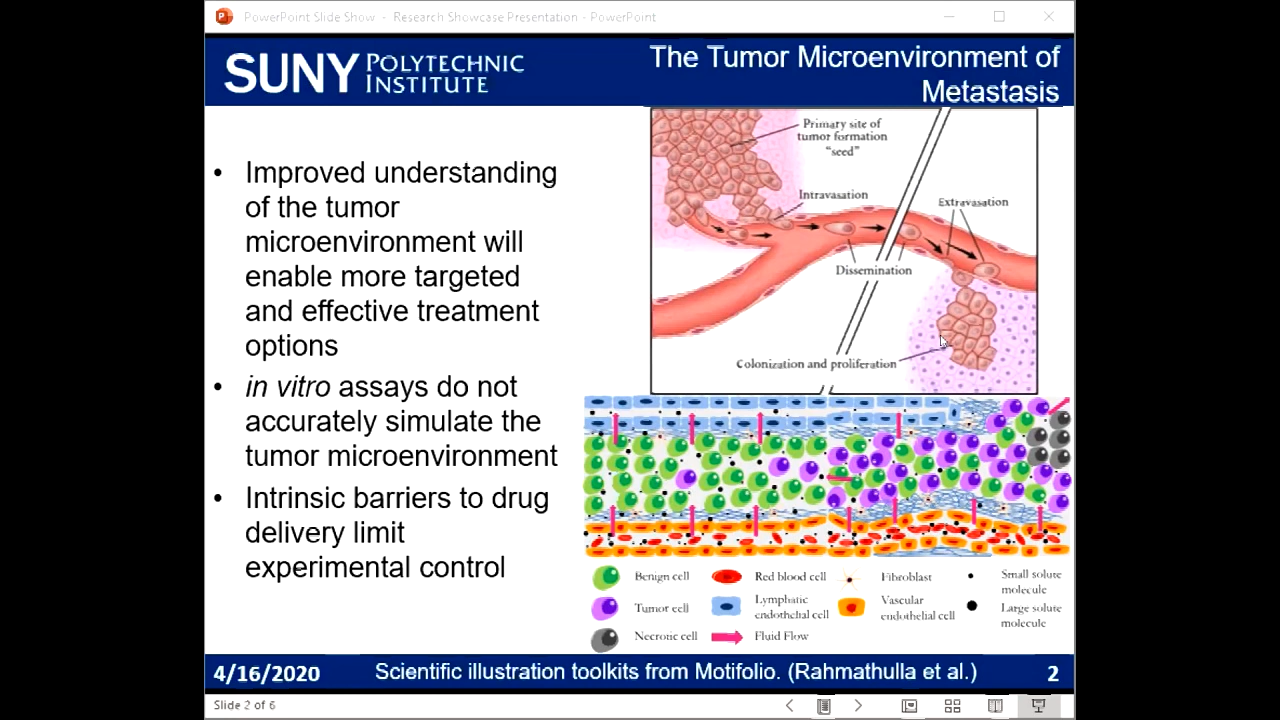 PowerPoint Slide Show - Research Showcase Presentation - PowerPoint
SUNY POLYTECHNIC
INSTITUTE
The Tumor Microenvironment of
Metastasis
• Improved understanding
of the tumor
microenvironment will
enable more targeted
and effective treatment
options
• in vitro assays do not
accurately simulate the
tumor microenvironment
• Intrinsic barriers to drug
delivery limit
experimental control
Primary site of
tumor formation
“seed”
Intravasation
Extravasation
Dissemination
Colonization and proliferation
Benign cell
Red blood cell
Fibroblast
Small solute
molecule
Tumor cell
Lymphatic
endothelial cell
Vascular
endothelial cell
Large solute
molecule
Necrotic cell
Fluid Flow
4/16/2020
Scientific illustration toolkits from Motifolio. (Rahmathulla et al.)
2
Slide 2 of 6